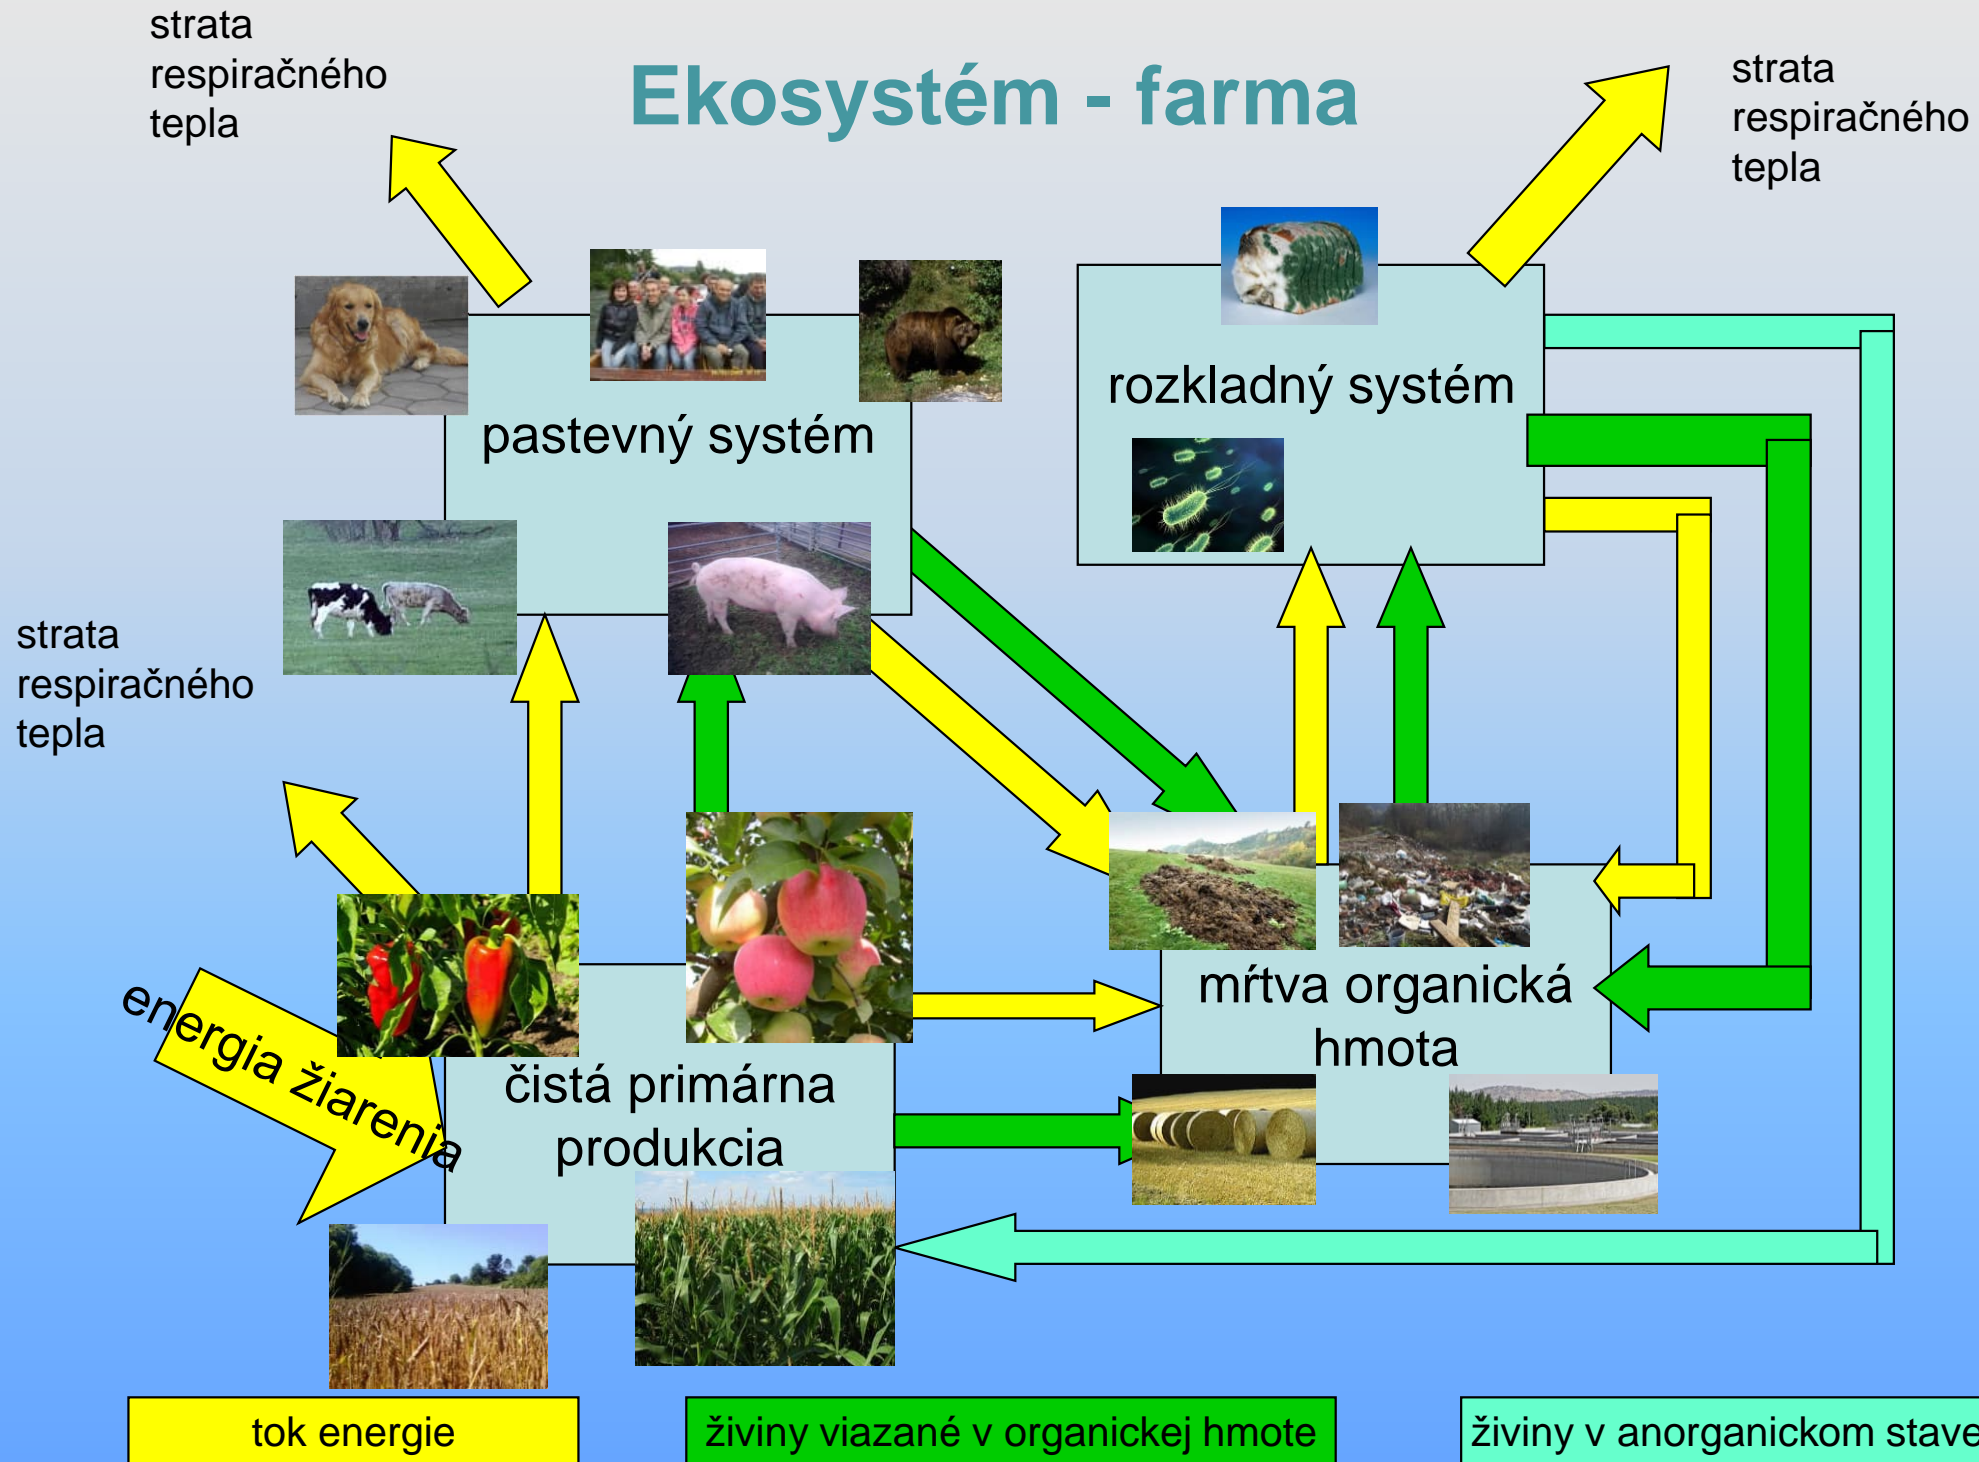 strata
respiračného
tepla
Ekosystém - farma
strata
respiračného
tepla
rozkladný systém
pastevný systém
strata
respiračného
tepla
energia žiarenia
mŕtva organická
hmota
čistá primárna
produkcia
tok energie
živiny viazané v organickej hmote
živiny v anorganickom stave